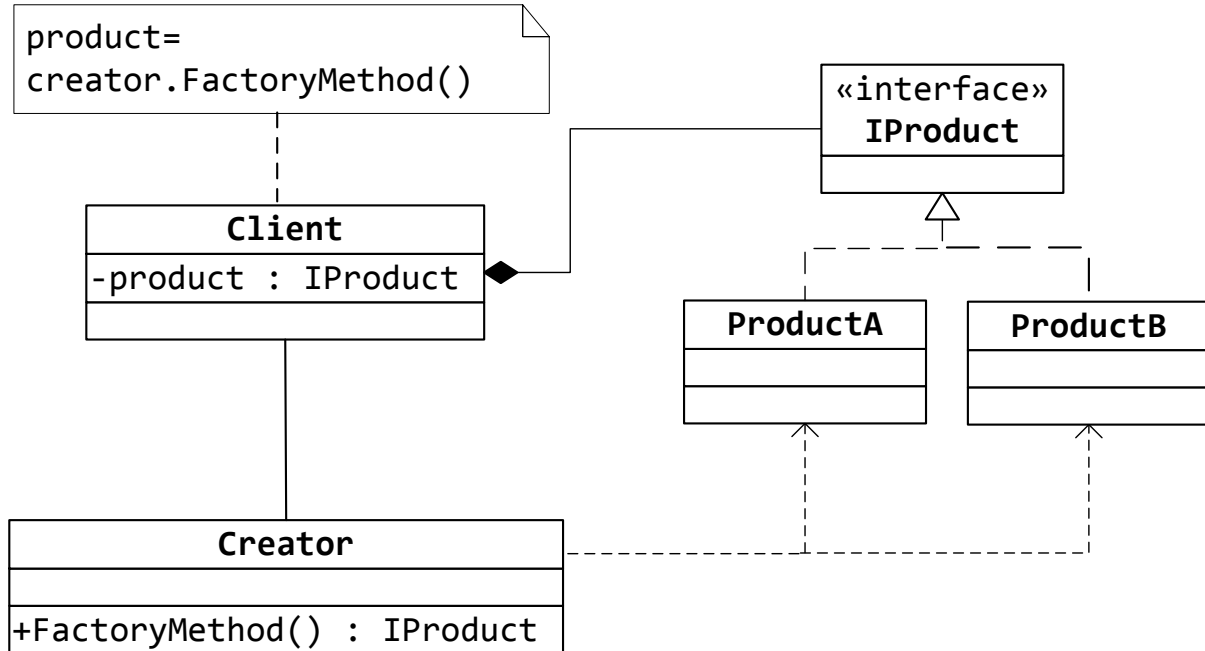 product=
creator.FactoryMethod()
«interface»
IProduct
Client
-product : IProduct
ProductA
ProductB
Creator
+FactoryMethod() : IProduct